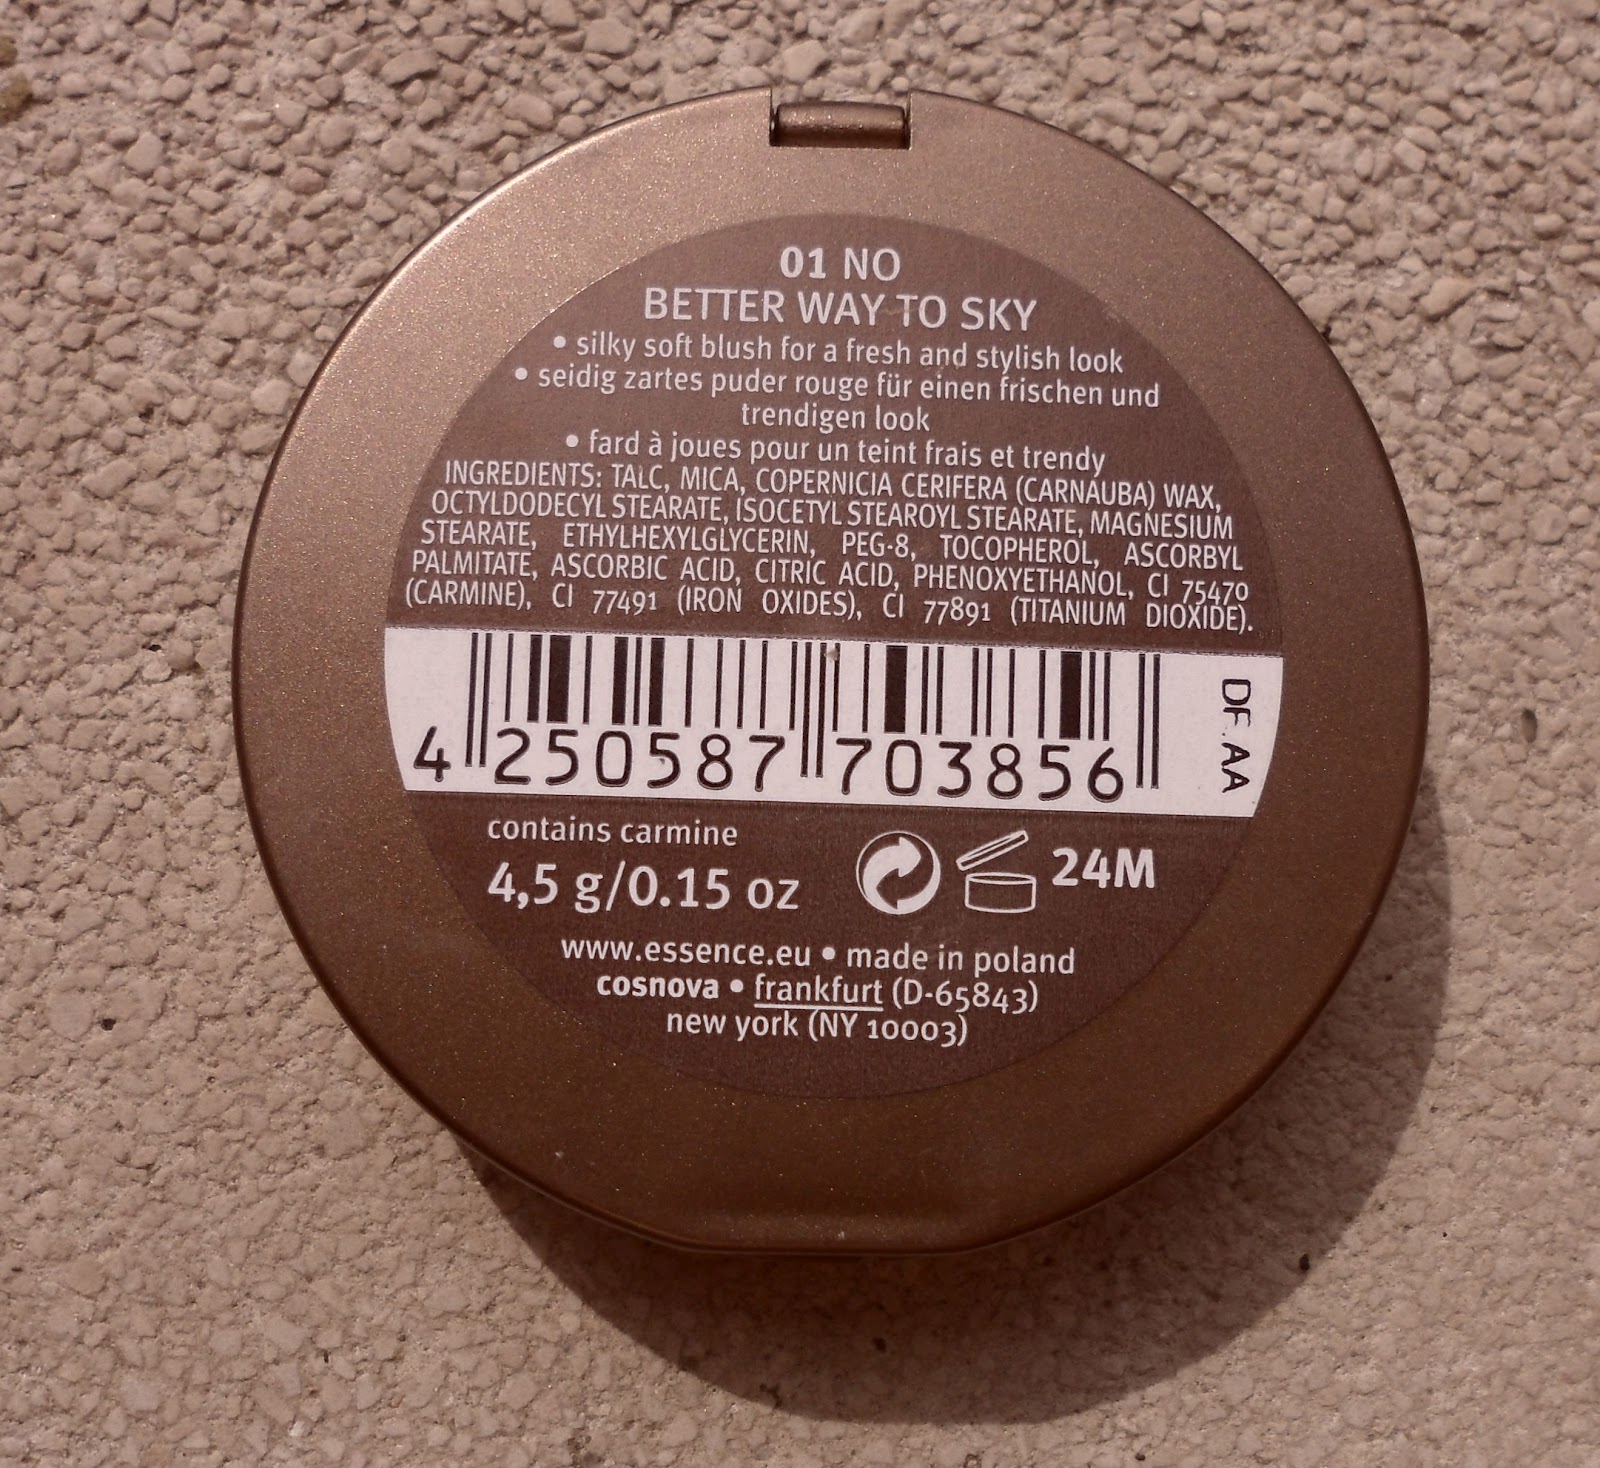 01 NO
BETTER WAY TO SKY
• silky soft blush for a fresh and stylish look
• seidig zartes puder rouge für einen frischen und
trendigen look
• fard à joues pour un teint frais et trendy
INGREDIENTS: TALC, MICA, COPERNICIA CERIFERA (CARNAUBA) WAX,
OCTYLDODECYL STEARATE, ISOCETYL STEAROYL STEARATE, MAGNESIUM
STEARATE, ETHYLHEXYLGLYCERIN, PEG-8, TOCOPHEROL, ASCORBYL
PALMITATE, ASCORBIC ACID, CITRIC ACID, PHENOXYETHANOL, CI 75470
(CARMINE), CI 77491 (IRON OXIDES), CI 77891 (TITANIUM DIOXIDE).
4 250587 703856
DF AA
contains carmine
4,5 g/0.15 oz
24M
www.essence.eu • made in poland
cosnova • frankfurt (D-65843)
new york (NY 10003)